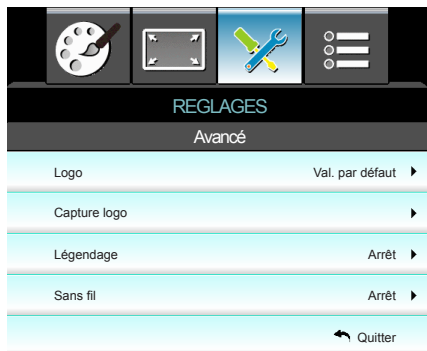 REGLAGES
Avancé
Logo Val. par défaut
Capture logo
Légendage Arrêt
Sans fil Arrêt
Quitter